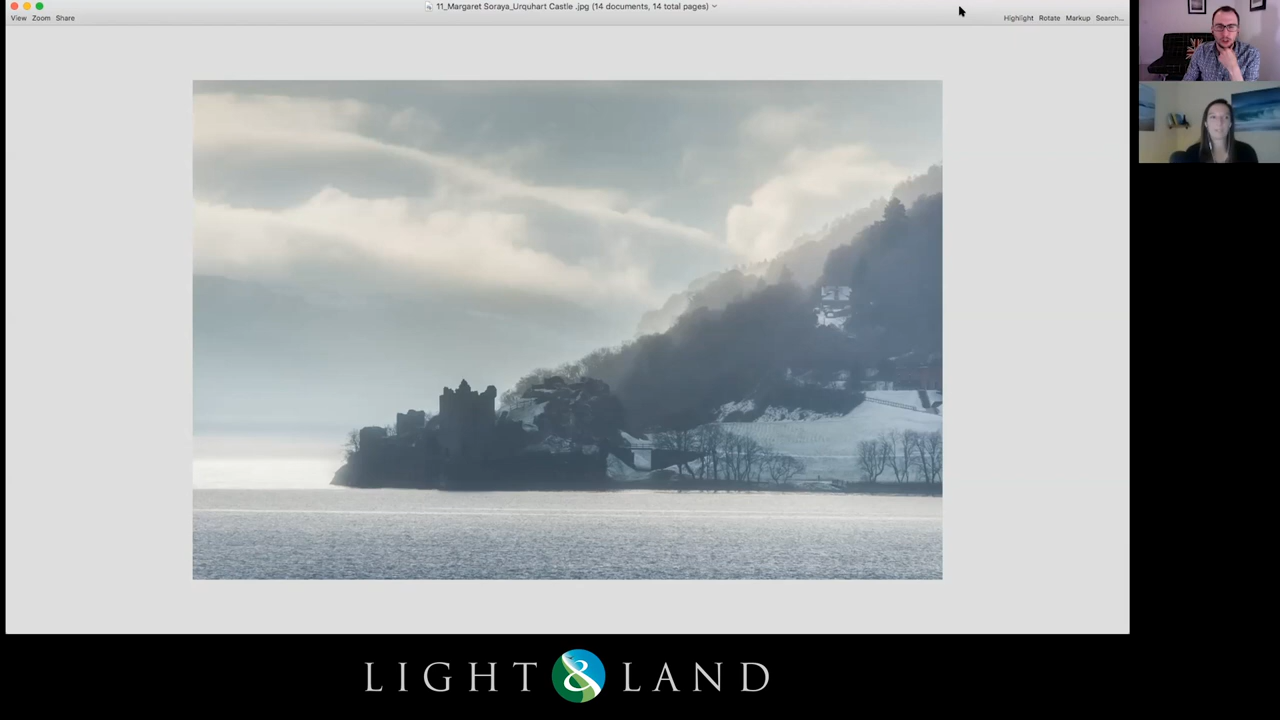 11_Margaret Soraya_Urquhart Castle .jpg (14 documents, 14 total pages)
View Zoom Share Highlight Rotate Markup Search...
LIGHT & LAND